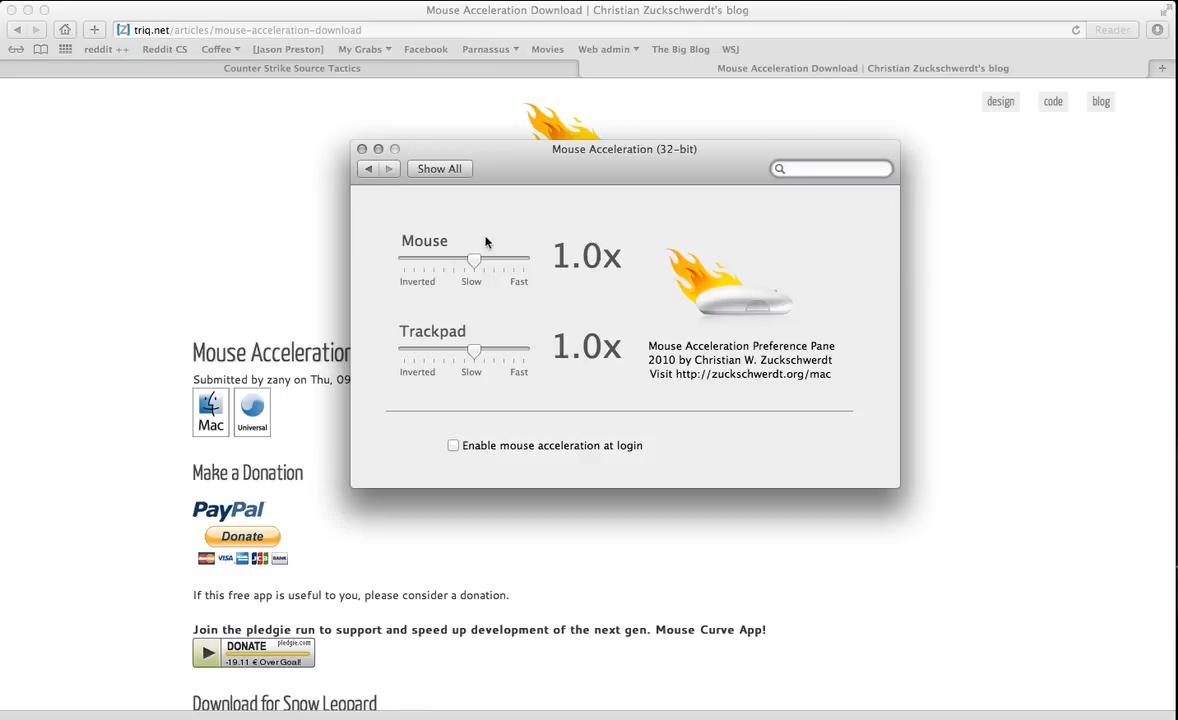 Mouse Acceleration Download | Christian Zuckschwerdt's blog
triq.net/articles/mouse-acceleration-download
Reader
reddit ++ Reddit CS Coffee [Jason Preston] My Grabs Facebook Parnassus Movies Web admin The Big Blog WSJ
Counter Strike Source Tactics
Mouse Acceleration Download | Christian Zuckschwerdt's blog
design code blog
Mouse Acceleration (32-bit)
Show All
Mouse
1.0x
Inverted Slow Fast
Trackpad
1.0x
Inverted Slow Fast
Mouse Acceleration Preference Pane
2010 by Christian W. Zuckschwerdt
Visit http://zuckschwerdt.org/mac
Enable mouse acceleration at login
Mouse Acceleration
Submitted by zany on Thu, 09
Mac Universal
Make a Donation
PayPal
Donate
VISA JCB BANK
If this free app is useful to you, please consider a donation.
Join the pledgie run to support and speed up development of the next gen. Mouse Curve App!
DONATE pledgie.com
-19.11 € Over Goal!
Download for Snow Leopard